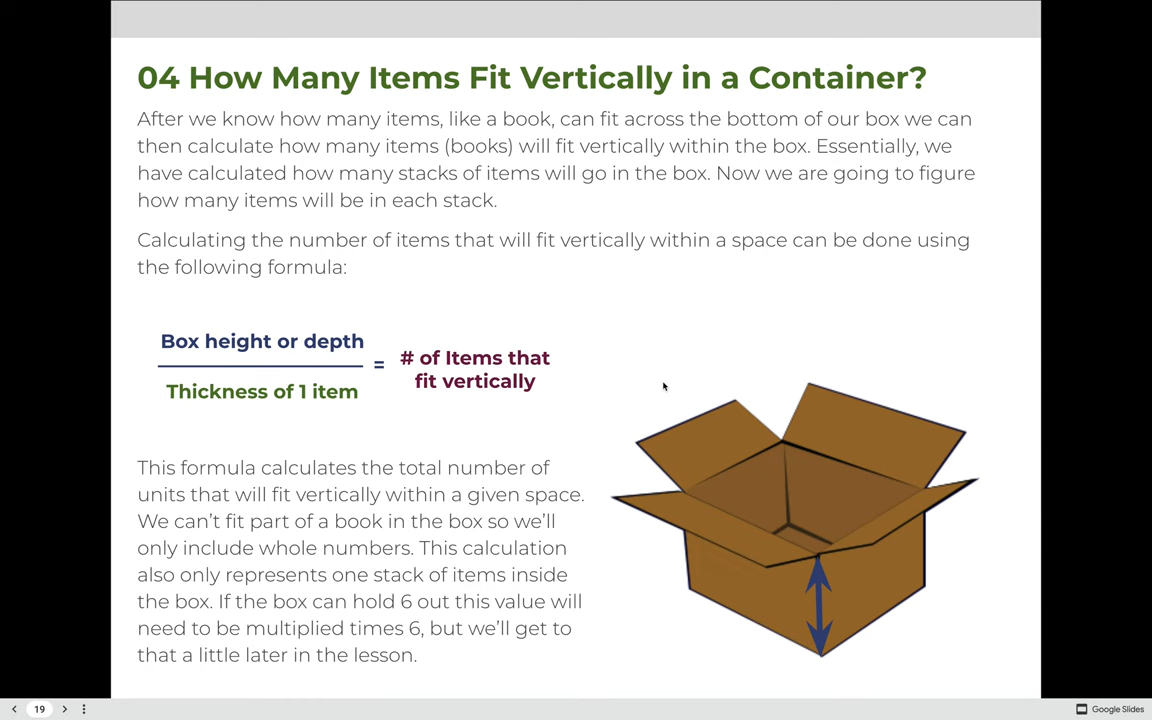 04 How Many Items Fit Vertically in a Container?
After we know how many items, like a book, can fit across the bottom of our box we can
then calculate how many items (books) will fit vertically within the box. Essentially, we
have calculated how many stacks of items will go in the box. Now we are going to figure
how many items will be in each stack.
Calculating the number of items that will fit vertically within a space can be done using
the following formula:
Box height or depth
Thickness of 1 item
=
# of Items that
fit vertically
This formula calculates the total number of
units that will fit vertically within a given space.
We can't fit part of a book in the box so we'll
only include whole numbers. This calculation
also only represents one stack of items inside
the box. If the box can hold 6 out this value will
need to be multiplied times 6, but we'll get to
that a little later in the lesson.
19
Google Slides